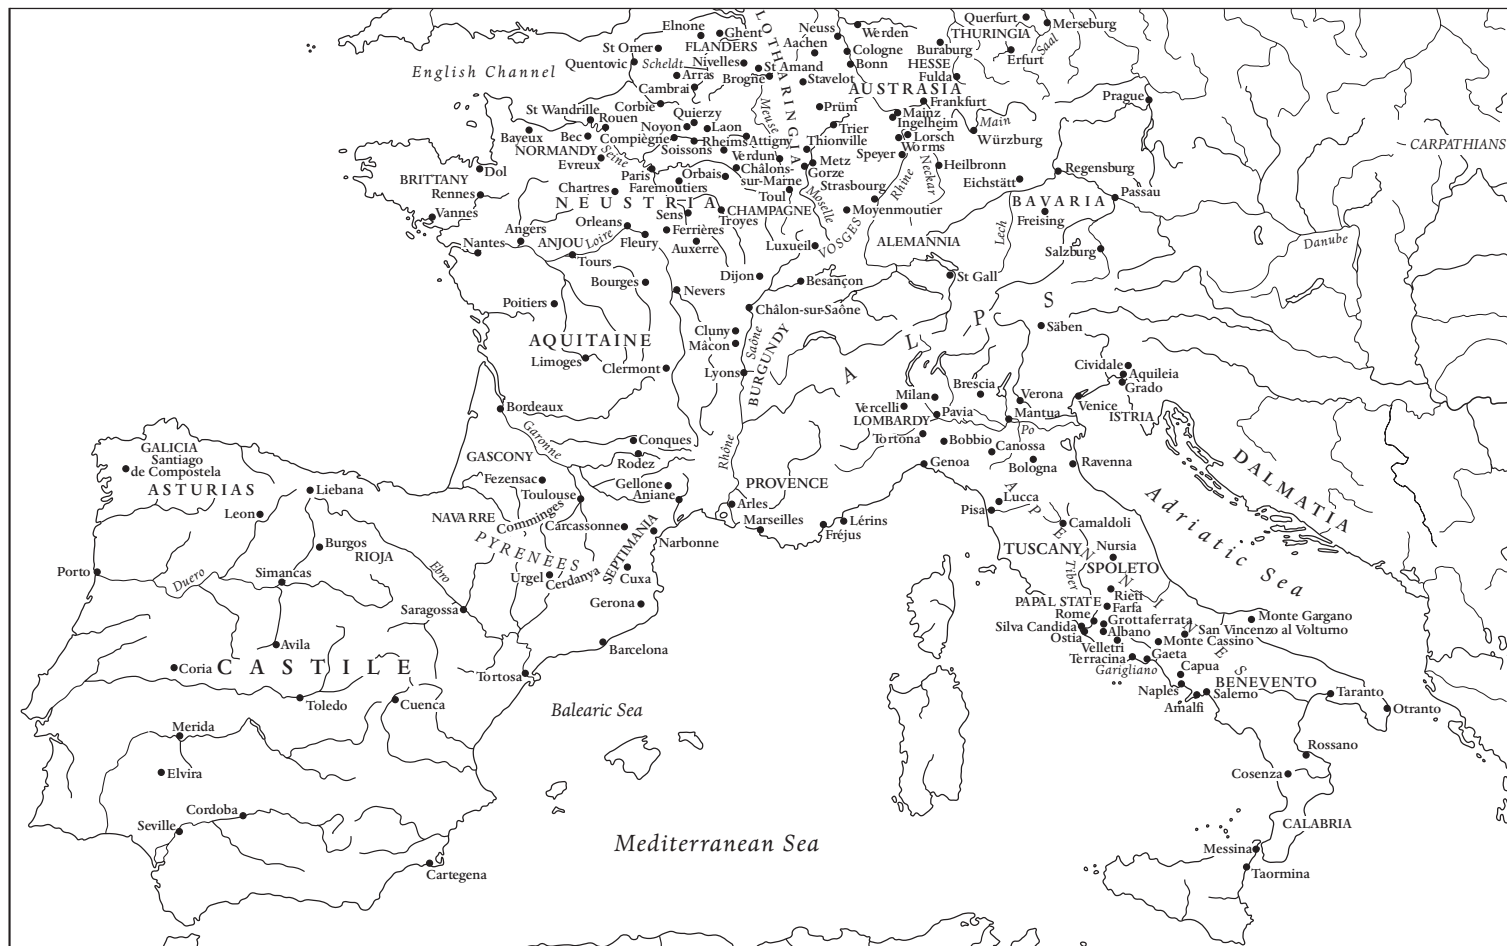 English Channel
Elnone
Ghent
FLANDERS
St Omer
Quentovic
Scheldt
Nivelles
St Amand
Arras
Brogne
Cambrai
LOTHARINGIA
Neuss
Werden
Aachen
Cologne
Bonn
Stavelot
AUSTRASIA
Buraburg
HESSE
Fulda
Querfurt
Merseburg
THURINGIA
Erfurt
Saal
Prague
CARPATHIANS
St Wandrille
Rouen
Corbie
Quierzy
Bayeux
Bec
Noyon
Laon
Compiègne
Soissons
Rheims
Attigny
Meuse
Prüm
Trier
Thionville
Frankfurt
Mainz
Ingelheim
Main
Lorsch
Würzburg
Worms
Speyer
NORMANDY
Evreux
Seine
Verdun
Metz
Gorze
Heilbronn
Neckar
Rhine
Regensburg
Eichstätt
Passau
BRITTANY
Dol
Rennes
Vannes
Paris
Orbais
Châlons-
sur-Marne
Toul
Strasbourg
Moselle
Chartres
Faremoutiers
NEUSTRIA
CHAMPAGNE
Moyenmoutier
BAVARIA
Freising
Lech
Sens
Troyes
Orleans
Ferrières
Angers
ANJOU
Loire
Fleury
Auxerre
Luxueil
VOSGES
ALEMANNIA
Salzburg
Danube
Nantes
Tours
Dijon
Besançon
St Gall
Bourges
Nevers
Poitiers
Châlon-sur-Saône
ALPS
Säben
AQUITAINE
Cluny
Mâcon
Saône
BURGUNDY
Limoges
Clermont
Lyons
Cividale
Aquileia
Grado
Brescia
Milan
Verona
Venice
Vercelli
Pavia
Mantua
ISTRIA
LOMBARDY
Po
Bordeaux
Garonne
Conques
Rodez
Rhône
Tortona
Bobbio
Canossa
Bologna
Genoa
Ravenna
DALMATIA
GALICIA
Santiago
de Compostela
ASTURIAS
Liebana
Leon
GASCONY
Fezensac
Toulouse
Gellone
Aniane
PROVENCE
Arles
Marseilles
Lérins
Fréjus
Lucca
Pisa
APENNINES
Camaldoli
Adriatic Sea
NAVARRE
Comminges
Carcassonne
Narbonne
PYRENEES
SEPTIMANIA
Burgos
RIOJA
Ebro
TUSCANY
Nursia
SPOLETO
Tiber
Porto
Duero
Simancas
Urgel
Cerdanya
Cuxa
Gerona
Saragossa
Rieti
PAPAL STATE
Farfa
Rome
Grottaferrata
Silva Candida
Albano
Ostia
Monte Gargano
San Vincenzo al Volturno
Monte Cassino
Velletri
Avila
Barcelona
Terracina
Gaeta
Garigliano
Capua
Coria
CASTILE
Tortosa
BENEVENTO
Naples
Salerno
Amalfi
Taranto
Otranto
Toledo
Cuenca
Balearic Sea
Merida
Rossano
Elvira
Cosenza
Cordoba
Seville
CALABRIA
Mediterranean Sea
Messina
Cartegena
Taormina